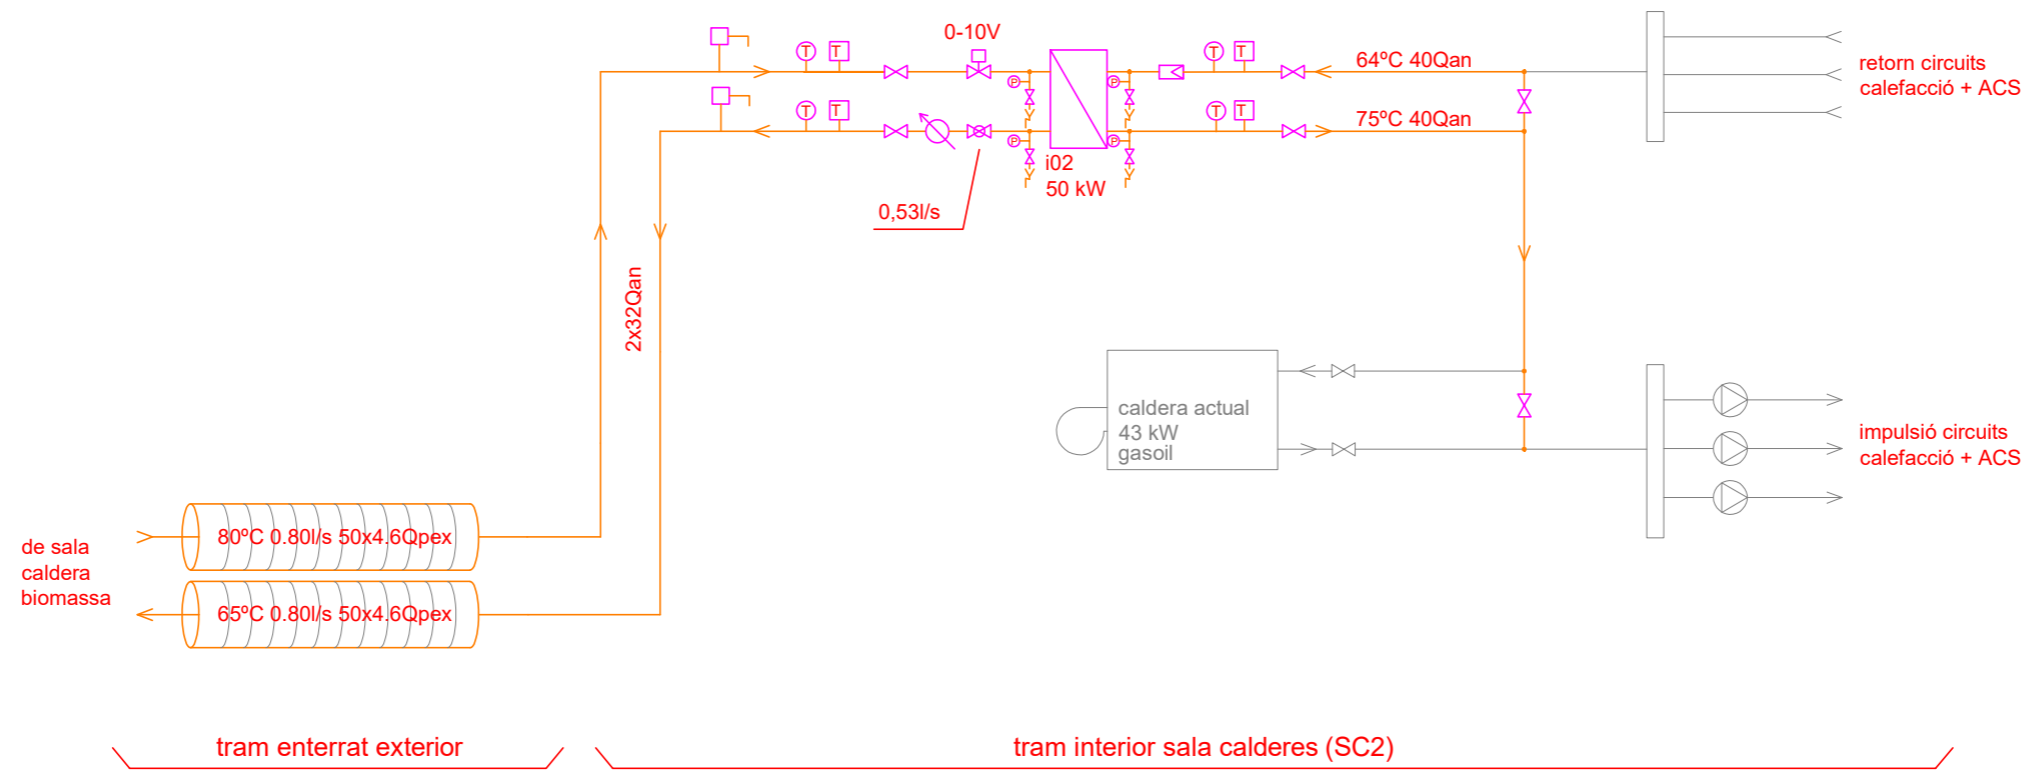 0-10V
T T
T T
64ºC 40Qan
retorn circuits
calefacció + ACS
P P
T T
T T
75ºC 40Qan
P P
i02
50 kW
0,53l/s
2x32Qan
caldera actual
43 kW
gasoil
impulsió circuits
calefacció + ACS
de sala
caldera
biomassa
80ºC 0.80l/s 50x4.6Qpex
65ºC 0.80l/s 50x4.6Qpex
tram enterrat exterior
tram interior sala calderes (SC2)